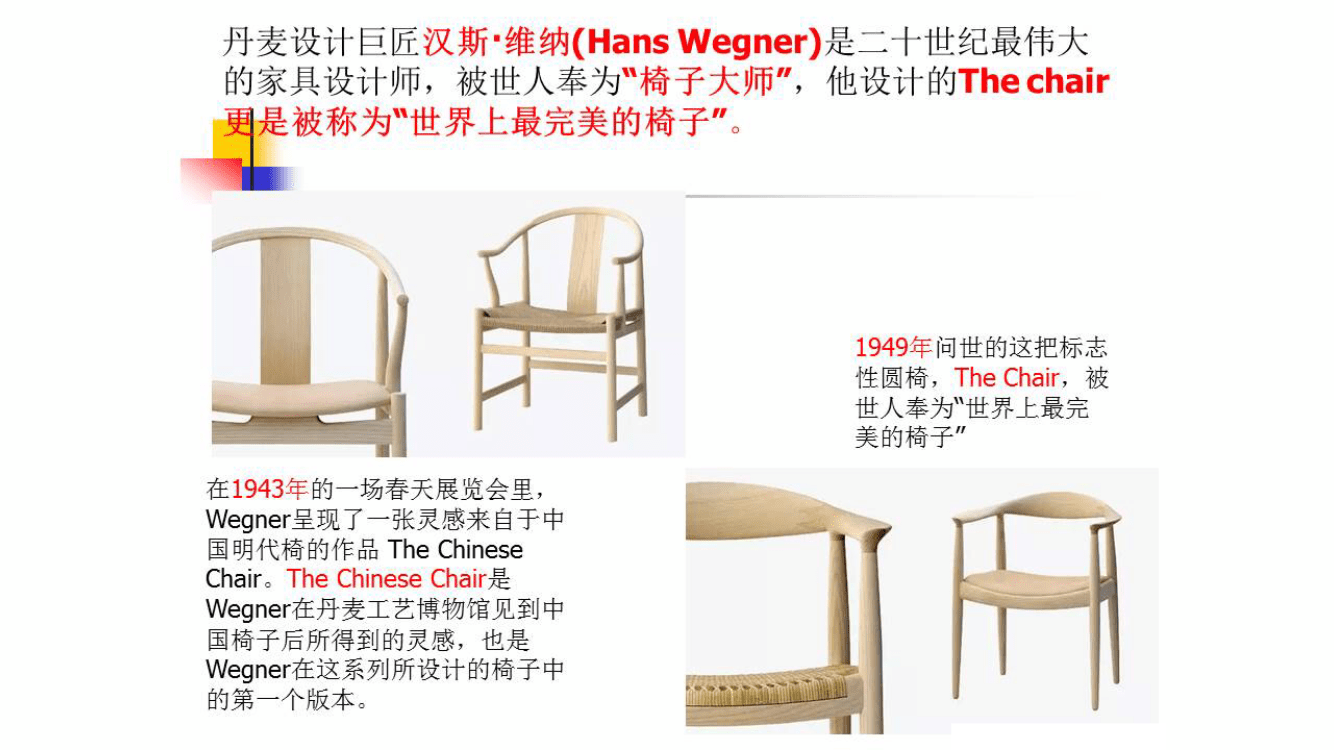 丹麦设计巨匠汉斯·维纳(Hans Wegner)是二十世纪最伟大
的家具设计师，被世人奉为“椅子大师”，他设计的The chair
更是被称为“世界上最完美的椅子”。
1949年问世的这把标志
性圆椅，The Chair，被
世人奉为“世界上最完
美的椅子”
在1943年的一场春天展览会里，
Wegner呈现了一张灵感来自于中
国明代椅的作品 The Chinese
Chair。The Chinese Chair是
Wegner在丹麦工艺博物馆见到中
国椅子后所得到的灵感，也是
Wegner在这系列所设计的椅子中
的第一个版本。